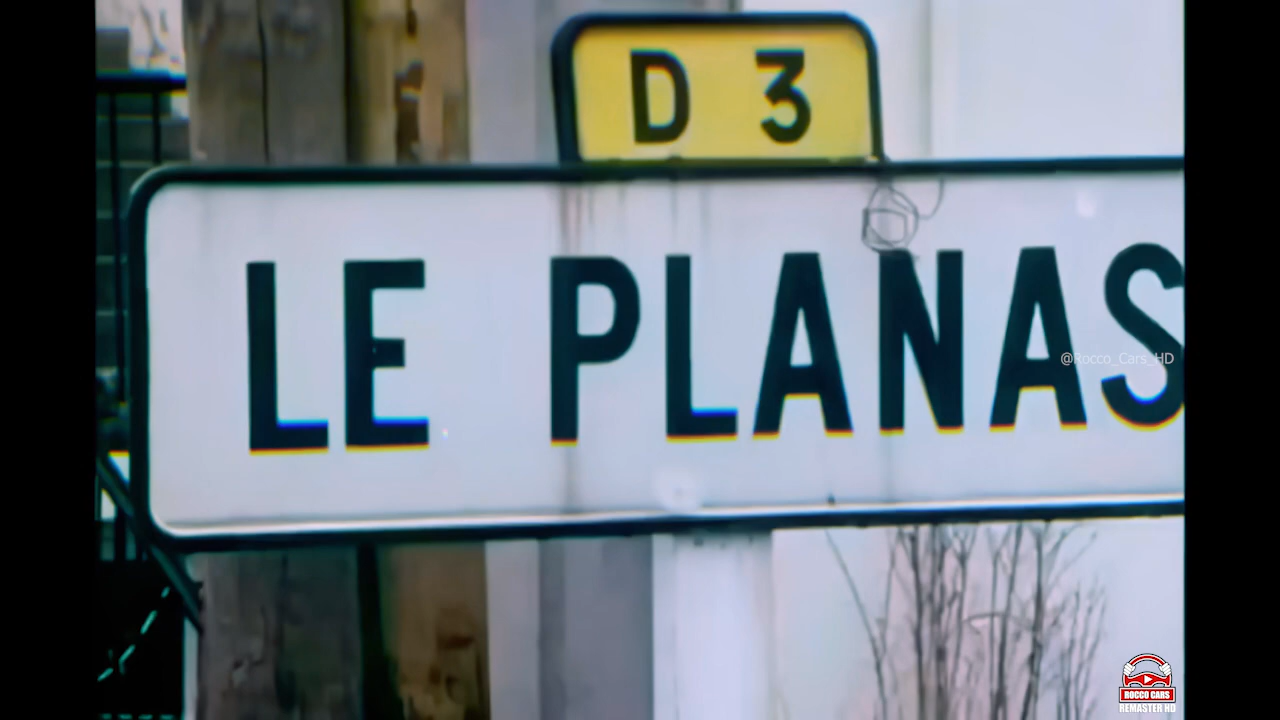 D 3
LE PLANAS
@Rocco_Cars_HD
ROCCO CARS
REMASTER HD